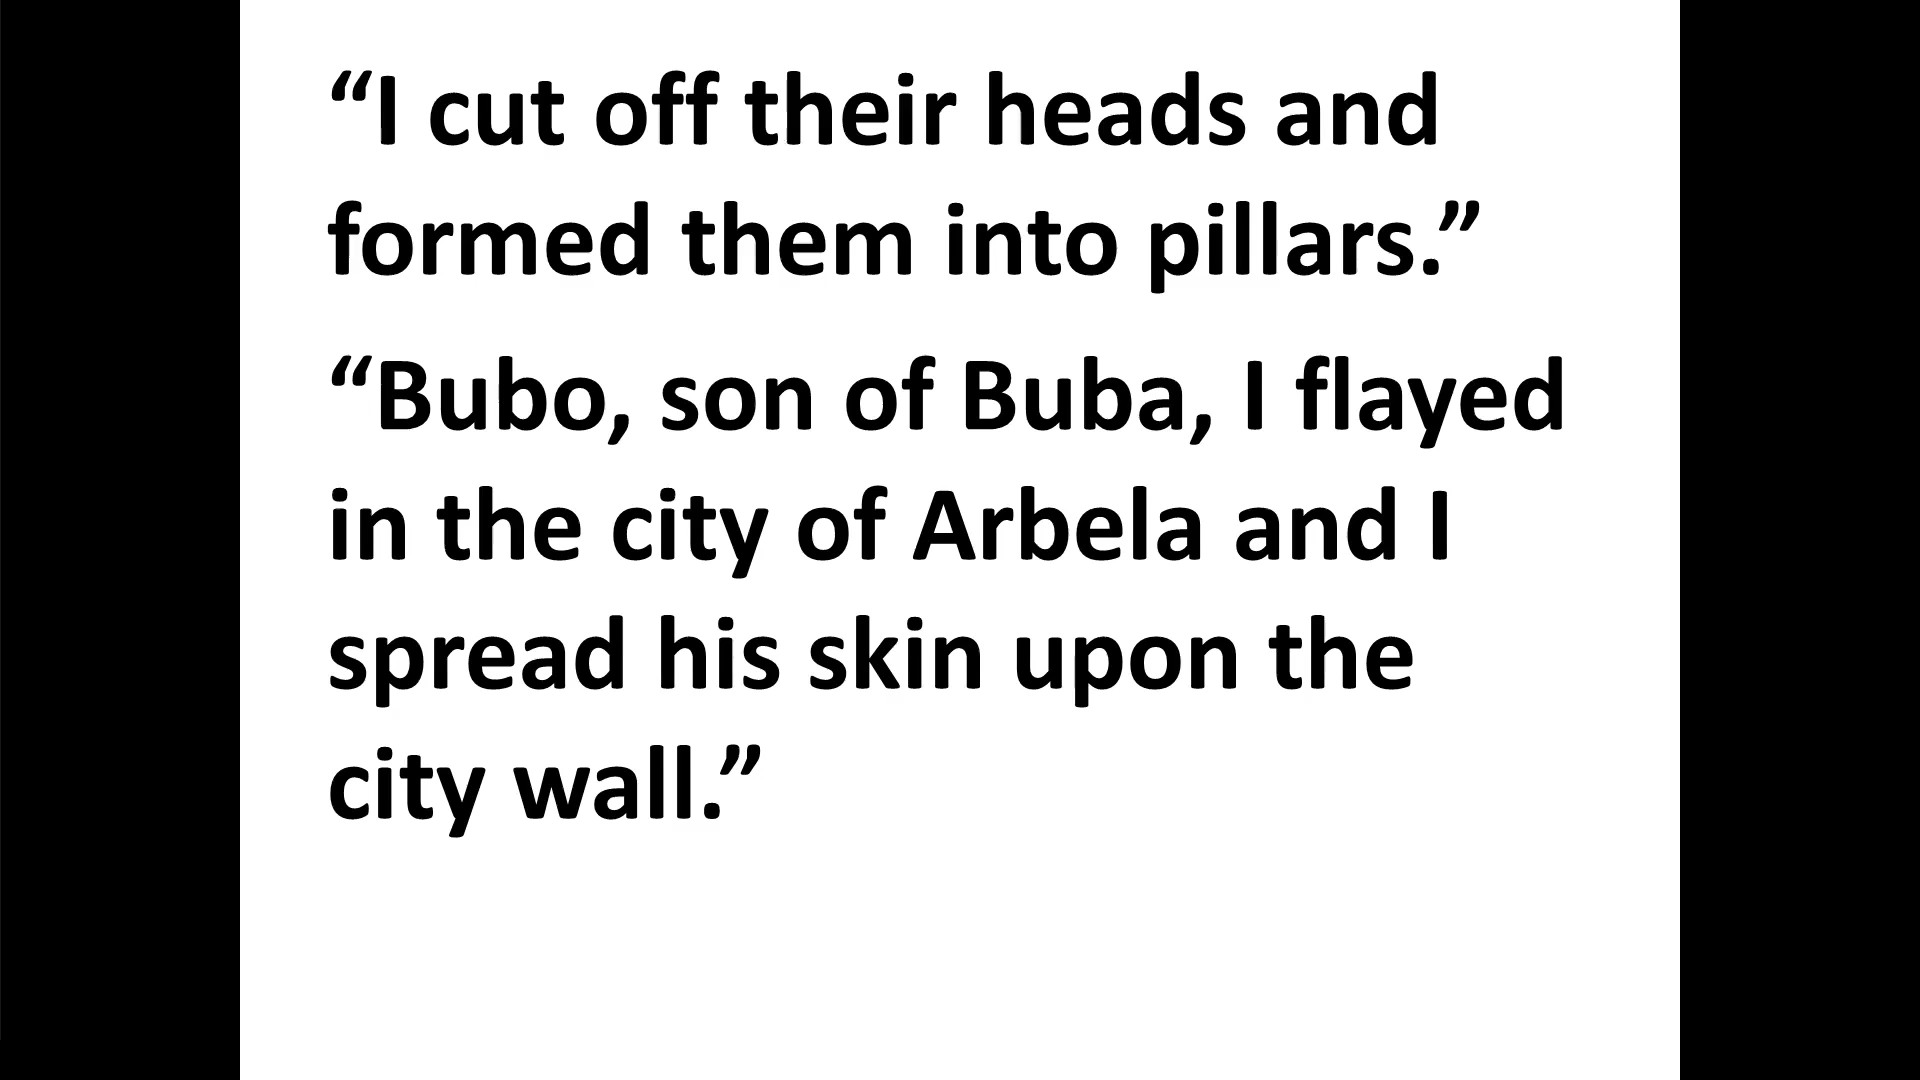 “I cut off their heads and
formed them into pillars.”
“Bubo, son of Buba, I flayed
in the city of Arbela and I
spread his skin upon the
city wall.”